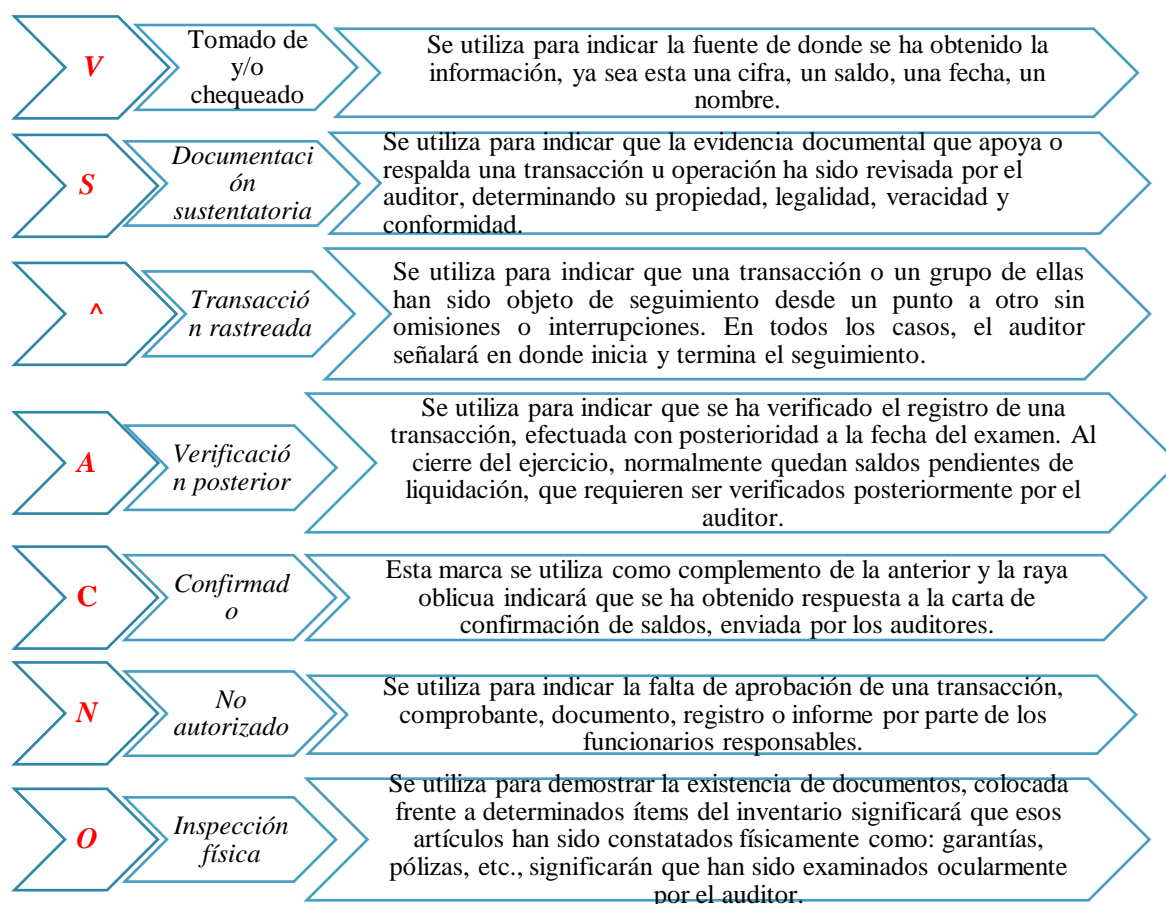 V
Tomado de
y/o
chequeado
Se utiliza para indicar la fuente de donde se ha obtenido la
información, ya sea esta una cifra, un saldo, una fecha, un
nombre.
S
Documentaci
ón
sustentatoria
Se utiliza para indicar que la evidencia documental que apoya o
respalda una transacción u operación ha sido revisada por el
auditor, determinando su propiedad, legalidad, veracidad y
conformidad.
^
Transacció
n rastreada
Se utiliza para indicar que una transacción o un grupo de ellas
han sido objeto de seguimiento desde un punto a otro sin
omisiones o interrupciones. En todos los casos, el auditor
señalará en donde inicia y termina el seguimiento.
A
Verificació
n posterior
Se utiliza para indicar que se ha verificado el registro de una
transacción, efectuada con posterioridad a la fecha del examen. Al
cierre del ejercicio, normalmente quedan saldos pendientes de
liquidación, que requieren ser verificados posteriormente por el
auditor.
C
Confirmad
o
Esta marca se utiliza como complemento de la anterior y la raya
oblicua indicará que se ha obtenido respuesta a la carta de
confirmación de saldos, enviada por los auditores.
N
No
autorizado
Se utiliza para indicar la falta de aprobación de una transacción,
comprobante, documento, registro o informe por parte de los
funcionarios responsables.
O
Inspección
física
Se utiliza para demostrar la existencia de documentos, colocada
frente a determinados ítems del inventario significará que esos
artículos han sido constatados físicamente como: garantías,
pólizas, etc., significarán que han sido examinados ocularmente
por el auditor.